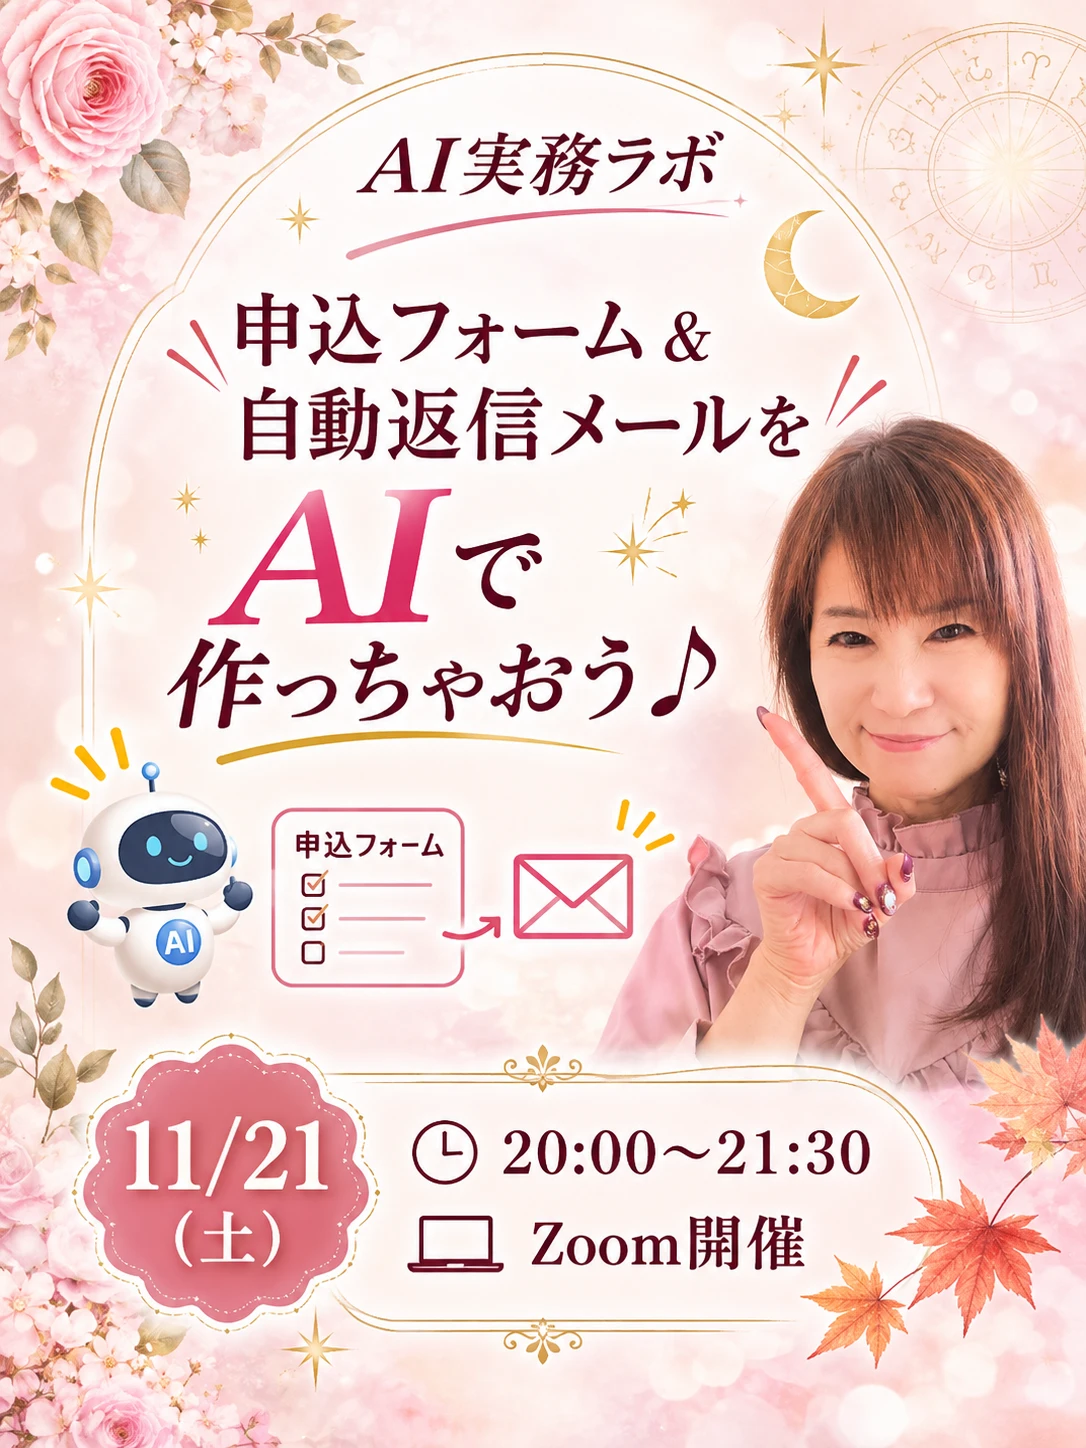 AI実務ラボ
申込フォーム&
自動返信メールを
AIで
作っちゃおう♪
申込フォーム
AI
11/21
（土）
20:00〜21:30
Zoom開催